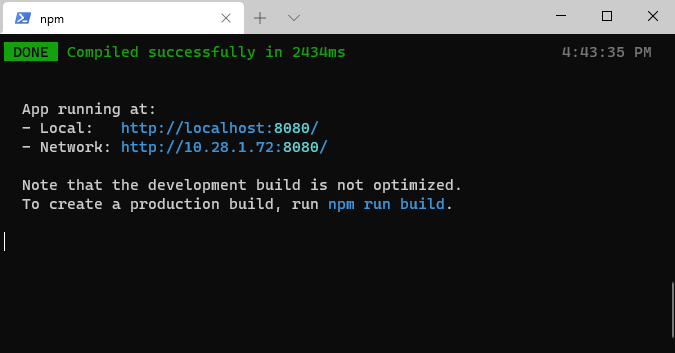 npm
DONE Compiled successfully in 2434ms 4:43:35 PM
App running at:
- Local: http://localhost:8080/
- Network: http://10.28.1.72:8080/
Note that the development build is not optimized.
To create a production build, run npm run build.